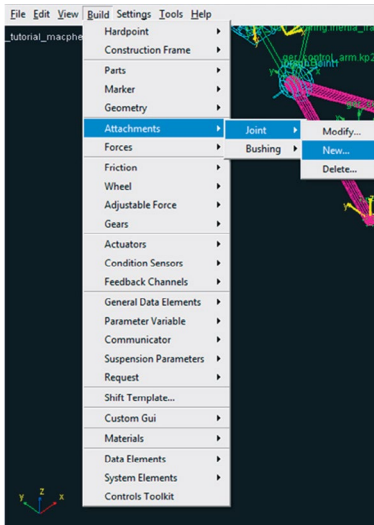 File Edit View Build Settings Tools Help
_tutorial_macphe
Hardpoint
Construction Frame
Parts
Marker
Geometry
Attachments
Joint
Modify...
Forces
Bushing
New...
Friction
Delete...
Wheel
Adjustable Force
Gears
Actuators
Condition Sensors
Feedback Channels
General Data Elements
Parameter Variable
Communicator
Suspension Parameters
Request
Shift Template...
Custom Gui
Materials
Data Elements
System Elements
Controls Toolkit
y z x